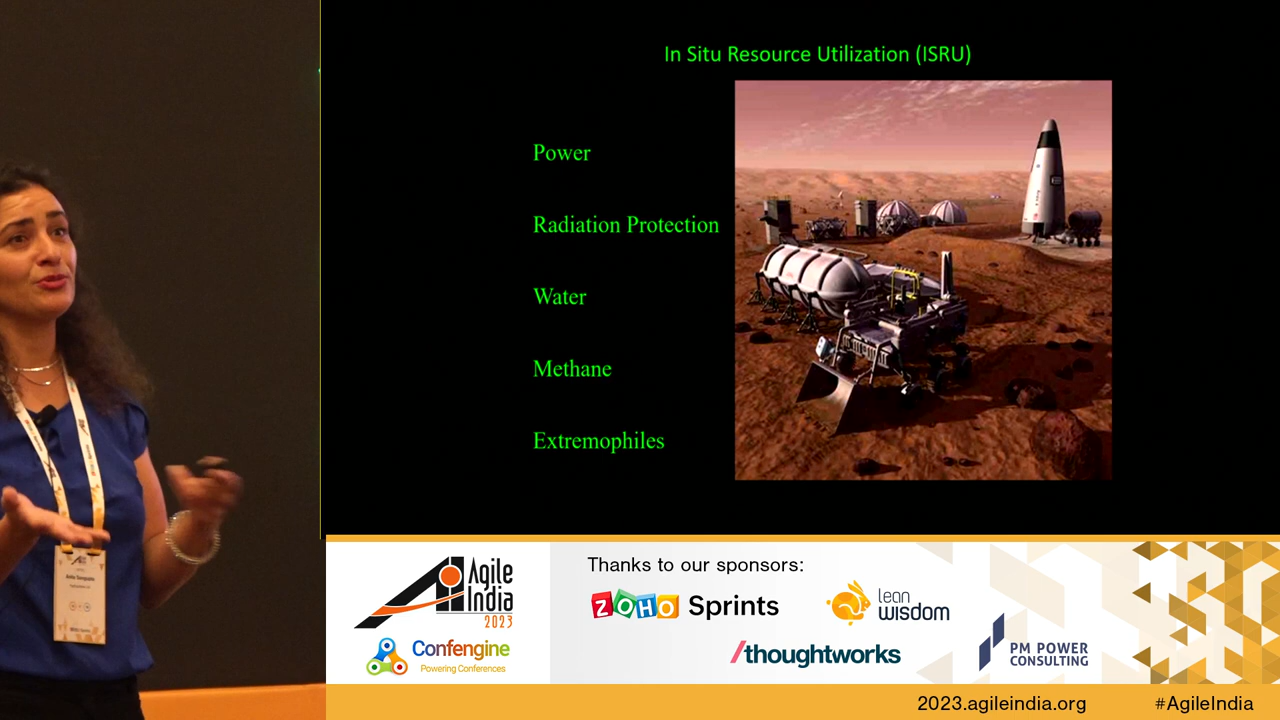 In Situ Resource Utilization (ISRU)
Power
Radiation Protection
Water
Methane
Extremophiles
Agile
India
2023
Confengine
Powering Conferences
Thanks to our sponsors:
ZOHO Sprints
lean
wisdom
/thoughtworks
PM POWER
CONSULTING
2023.agileindia.org
#AgileIndia